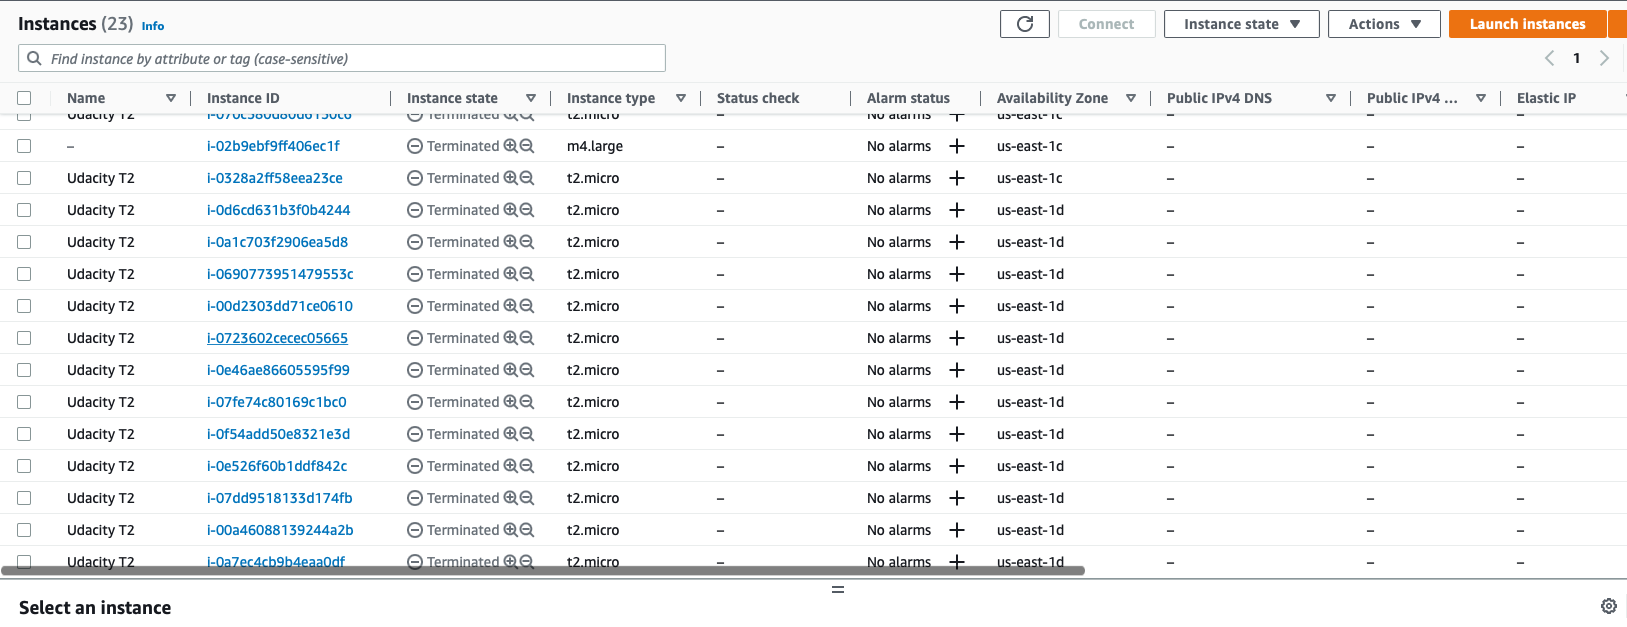 Instances (23) Info Connect Instance state Actions Launch instances
Find instance by attribute or tag (case-sensitive) 1
Name Instance ID Instance state Instance type Status check Alarm status Availability Zone Public IPv4 DNS Public IPv4 ... Elastic IP
Udacity T2 Terminated t2.micro – No alarms + us-east-1c – – –
– i-02b9ebf9ff406ec1f Terminated m4.large – No alarms + us-east-1c – – –
Udacity T2 i-0328a2ff58eea23ce Terminated t2.micro – No alarms + us-east-1c – – –
Udacity T2 i-0d6cd631b3f0b4244 Terminated t2.micro – No alarms + us-east-1d – – –
Udacity T2 i-0a1c703f2906ea5d8 Terminated t2.micro – No alarms + us-east-1d – – –
Udacity T2 i-0690773951479553c Terminated t2.micro – No alarms + us-east-1d – – –
Udacity T2 i-00d2303dd71ce0610 Terminated t2.micro – No alarms + us-east-1d – – –
Udacity T2 i-0723602cecec05665 Terminated t2.micro – No alarms + us-east-1d – – –
Udacity T2 i-0e46ae86605595f99 Terminated t2.micro – No alarms + us-east-1d – – –
Udacity T2 i-07fe74c80169c1bc0 Terminated t2.micro – No alarms + us-east-1d – – –
Udacity T2 i-0f54add50e8321e3d Terminated t2.micro – No alarms + us-east-1d – – –
Udacity T2 i-0e526f60b1ddf842c Terminated t2.micro – No alarms + us-east-1d – – –
Udacity T2 i-07dd9518133d174fb Terminated t2.micro – No alarms + us-east-1d – – –
Udacity T2 i-00a46088139244a2b Terminated t2.micro – No alarms + us-east-1d – – –
Udacity T2 i-0a7ec4cb9b4eaa0df Terminated t2.micro – No alarms + us-east-1d – – –
Select an instance